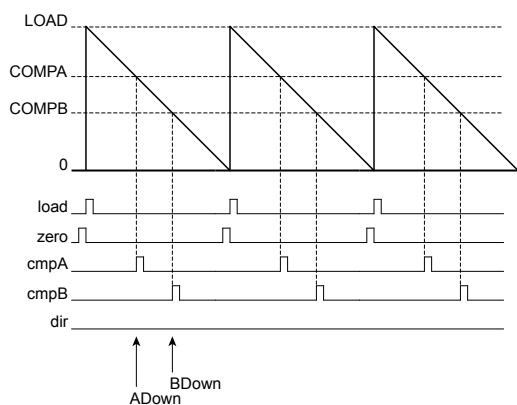 LOAD
COMPA
COMPB
0
load
zero
cmpA
cmpB
dir
BDown
ADown